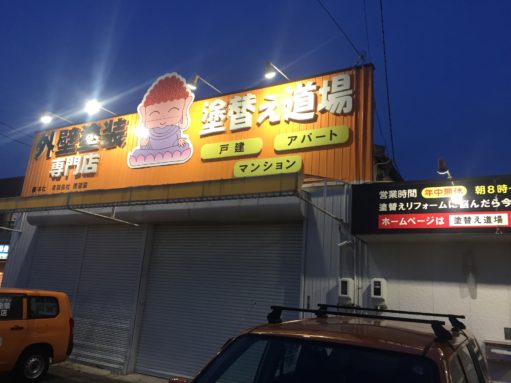 外壁塗装
専門店
塗替え道場
戸建
アパート
マンション
営業時間 年中無休 朝8時
塗替えリフォームに悩んだら今
ホームページは 塗替え道場